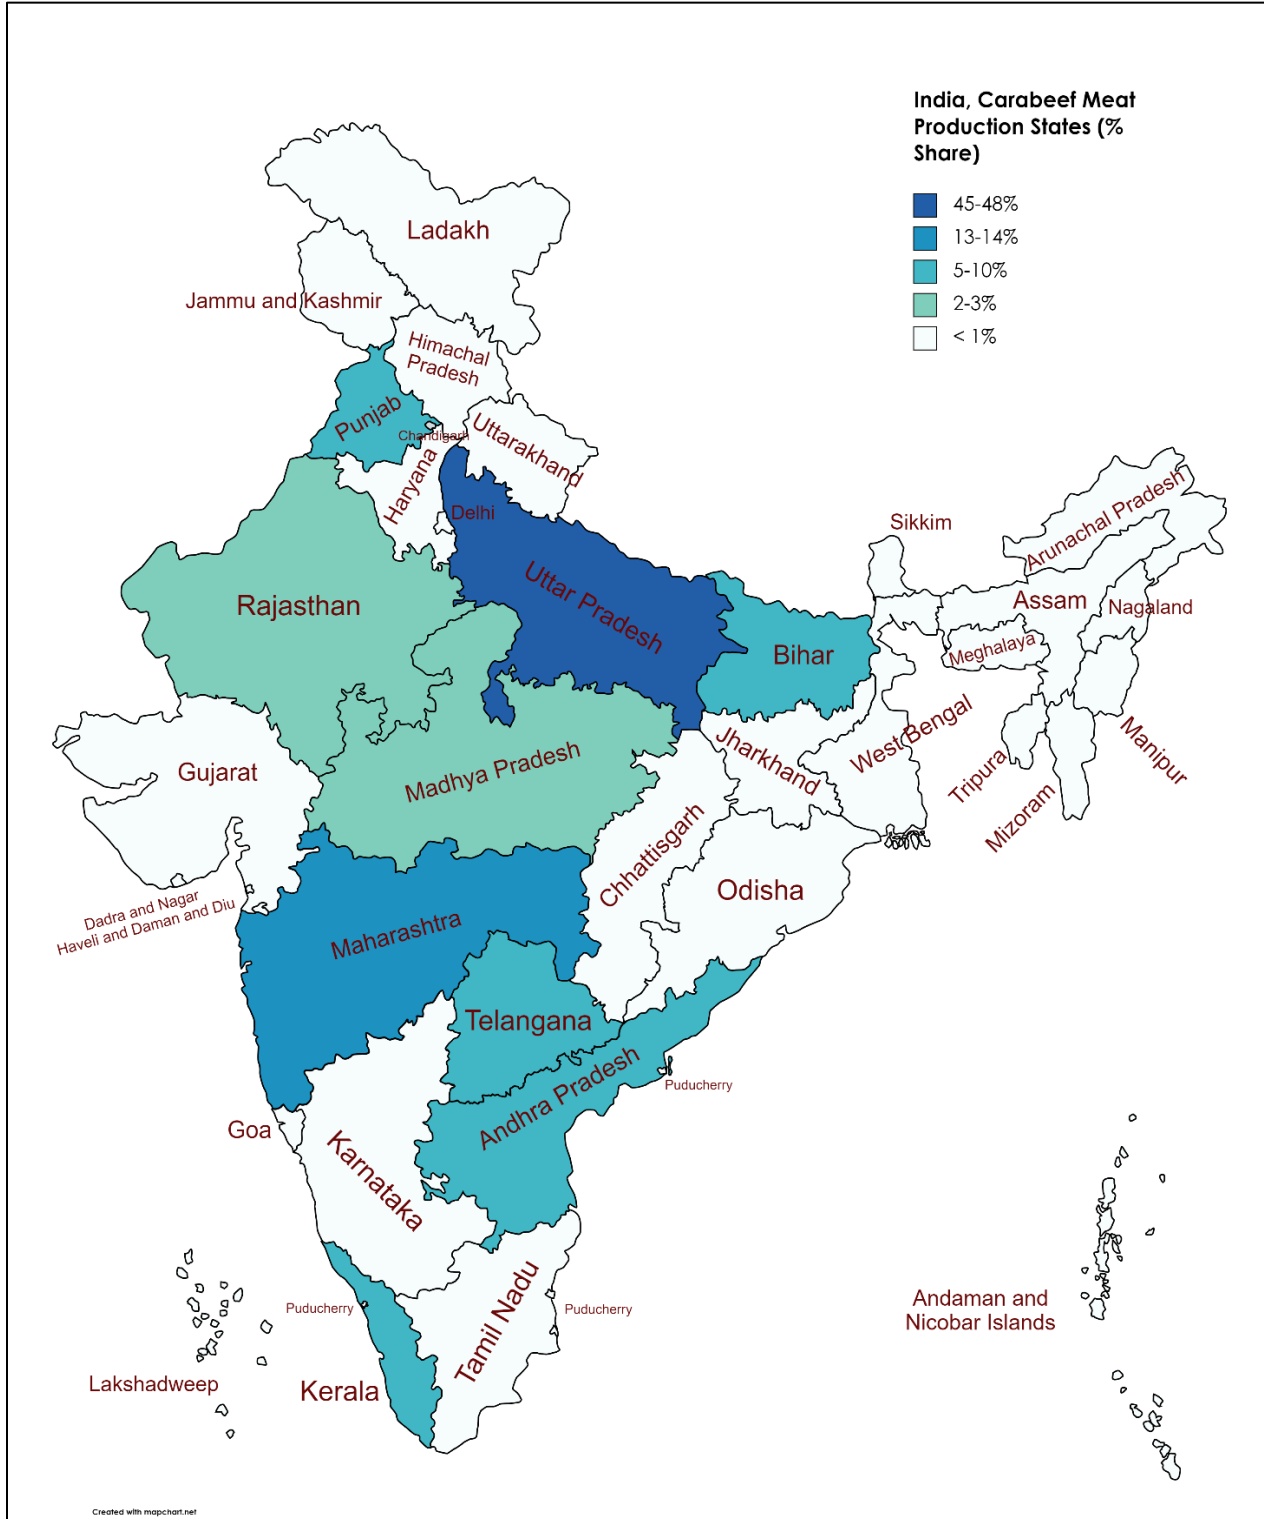 India, Carabeef Meat
Production States (%
Share)
45-48%
13-14%
5-10%
2-3%
< 1%
Ladakh
Jammu and Kashmir
Himachal
Pradesh
Punjab
Chandigarh
Uttarakhand
Haryana
Delhi
Sikkim
Arunachal Pradesh
Uttar Pradesh
Rajasthan
Assam
Nagaland
Bihar
Meghalaya
West Bengal
Manipur
Jharkhand
Tripura
Mizoram
Gujarat
Madhya Pradesh
Chhattisgarh
Odisha
Dadra and Nagar
Haveli and Daman and Diu
Maharashtra
Telangana
Andhra Pradesh
Puducherry
Goa
Karnataka
Puducherry
Puducherry
Tamil Nadu
Andaman and
Nicobar Islands
Lakshadweep
Kerala
Created with mapchart.net